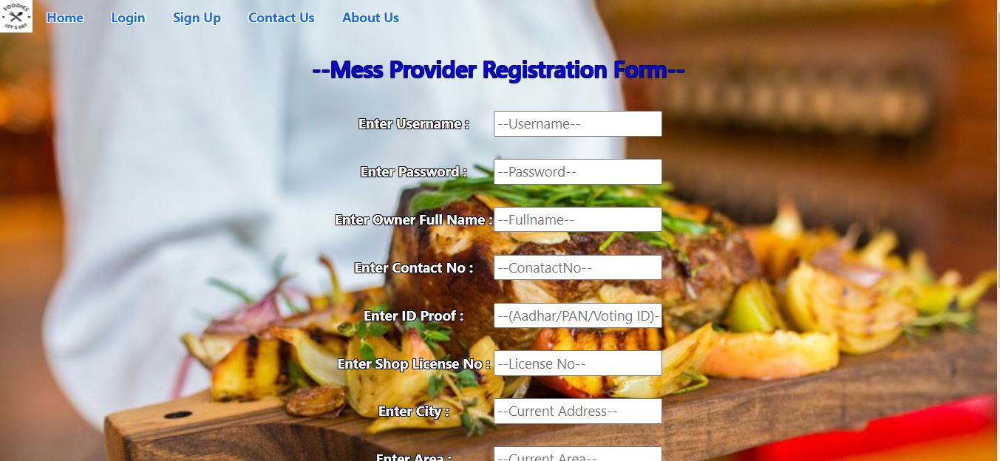 FOODIES
LET'S EAT
Home Login Sign Up Contact Us About Us
--Mess Provider Registration Form--
Enter Username : --Username--
Enter Password : --Password--
Enter Owner Full Name : --Fullname--
Enter Contact No : --ConatactNo--
Enter ID Proof : --(Aadhar/PAN/Voting ID)-
Enter Shop License No : --License No--
Enter City : --Current Address--
Enter Area : --Current Area--